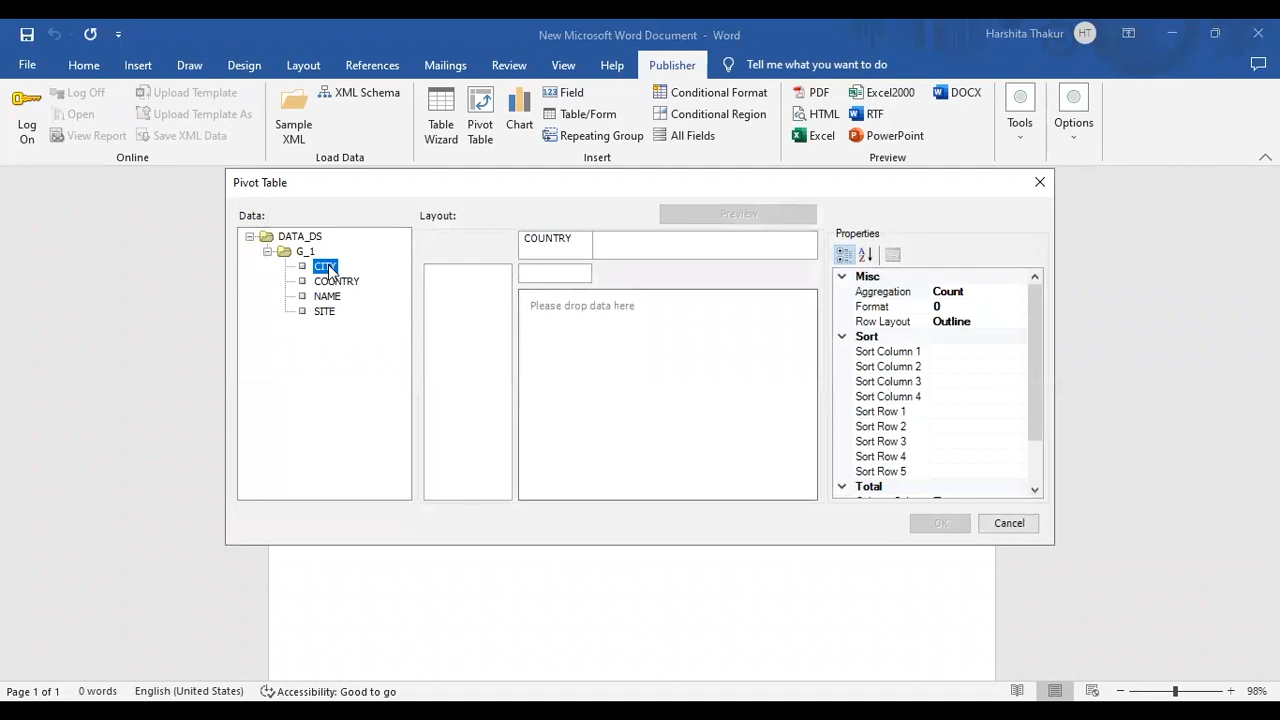 New Microsoft Word Document - Word
Harshita Thakur
HT
File Home Insert Draw Design Layout References Mailings Review View Help Publisher Tell me what you want to do
Log On
Log Off
Open
View Report
Upload Template
Upload Template As
Save XML Data
Online
Sample XML
XML Schema
Load Data
Table Wizard
Pivot Table
Chart
Field
Table/Form
Repeating Group
Conditional Format
Conditional Region
All Fields
Insert
PDF
HTML
Excel
Excel2000
RTF
PowerPoint
DOCX
Preview
Tools
Options
Pivot Table
Data:
DATA_DS
G_1
CITY
COUNTRY
NAME
SITE
Layout:
Preview
COUNTRY
Please drop data here
Properties
Misc
Aggregation Count
Format 0
Row Layout Outline
Sort
Sort Column 1
Sort Column 2
Sort Column 3
Sort Column 4
Sort Row 1
Sort Row 2
Sort Row 3
Sort Row 4
Sort Row 5
Total
OK
Cancel
Page 1 of 1 0 words English (United States) Accessibility: Good to go
98%